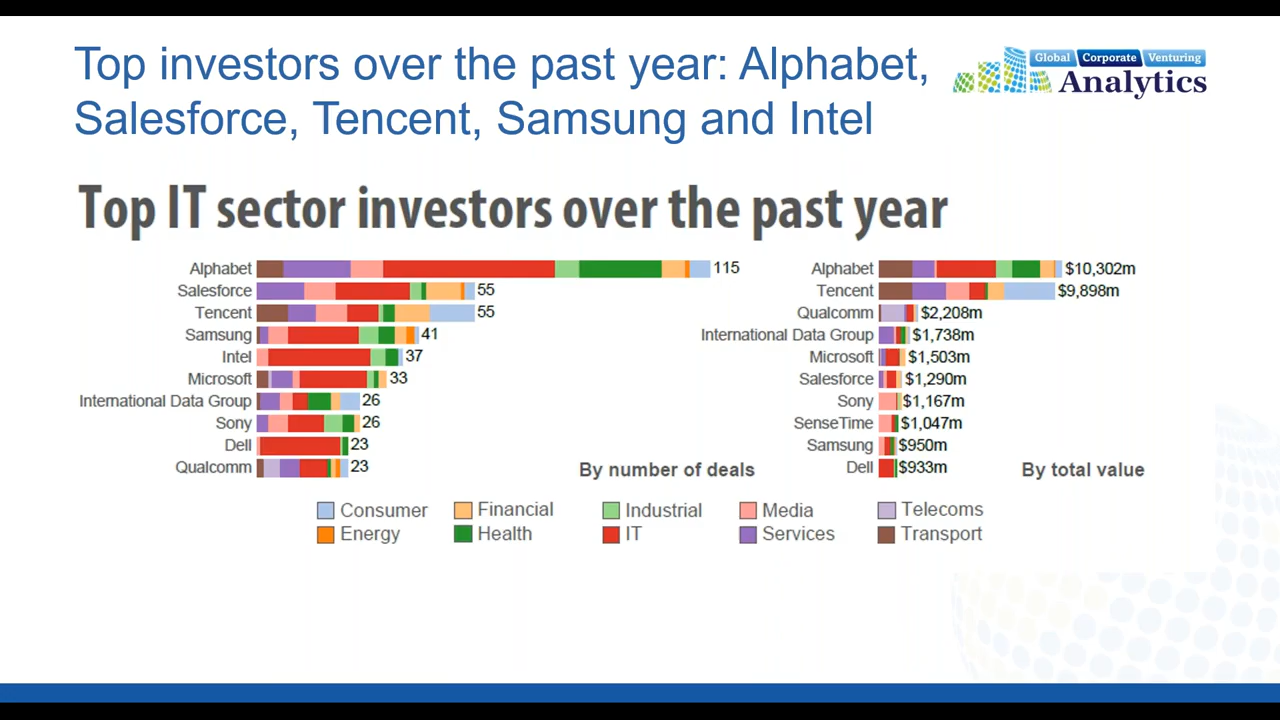 Top investors over the past year: Alphabet,
Salesforce, Tencent, Samsung and Intel
Global Corporate Venturing
Analytics
Top IT sector investors over the past year
Alphabet 115
Salesforce 55
Tencent 55
Samsung 41
Intel 37
Microsoft 33
International Data Group 26
Sony 26
Dell 23
Qualcomm 23
By number of deals
Alphabet $10,302m
Tencent $9,898m
Qualcomm $2,208m
International Data Group $1,738m
Microsoft $1,503m
Salesforce $1,290m
Sony $1,167m
SenseTime $1,047m
Samsung $950m
Dell $933m
By total value
Consumer Financial Industrial Media Telecoms
Energy Health IT Services Transport